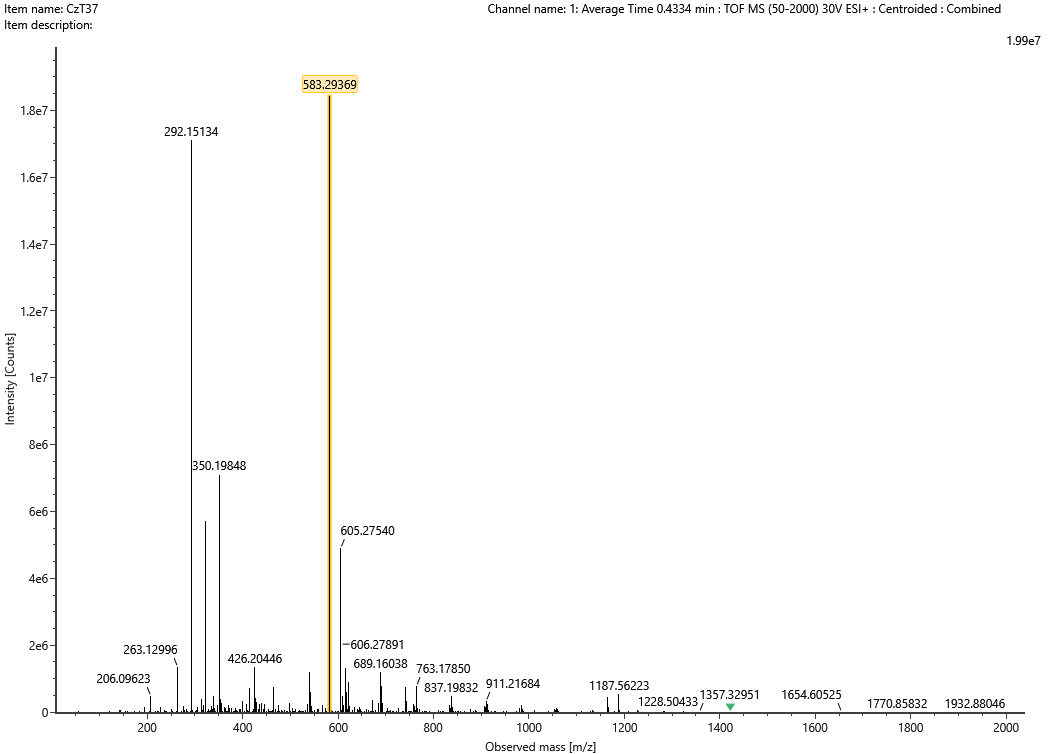 Item name: CzT37
Channel name: 1: Average Time 0.4334 min : TOF MS (50-2000) 30V ESI+ : Centroided : Combined
Item description:
1.99e7
583.29369
1.8e7
292.15134
1.6e7
1.4e7
1.2e7
Intensity [Counts]
1e7
8e6
350.19848
6e6
605.27540
4e6
2e6
263.12996
606.27891
426.20446
689.16038
206.09623
763.17850
837.19832
911.21684
1187.56223
1228.50433
1357.32951
1654.60525
1770.85832
1932.88046
0
200
400
600
800
1000
1200
1400
1600
1800
2000
Observed mass [m/z]